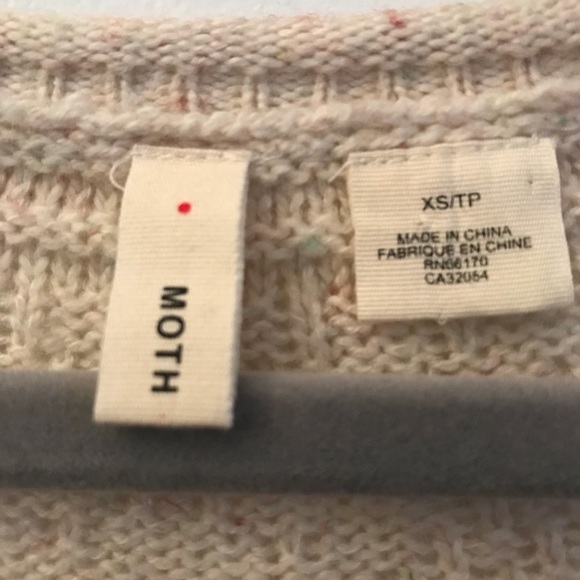 MOTH
XS/TP
MADE IN CHINA
FABRIQUE EN CHINE
RN66170
CA32054